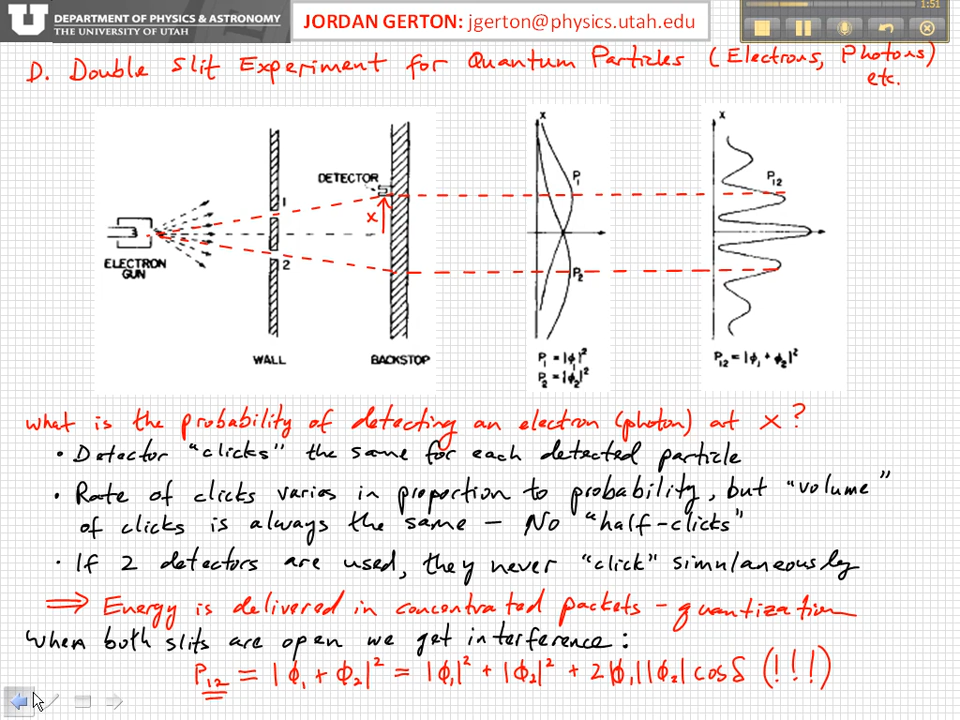 DEPARTMENT OF PHYSICS & ASTRONOMY
THE UNIVERSITY OF UTAH
JORDAN GERTON: jgerton@physics.utah.edu
1:51
D. Double Slit Experiment for Quantum Particles (Electrons, Photons)
etc.
DETECTOR
x
1
2
ELECTRON
GUN
WALL
BACKSTOP
x
P₁
P₂
P₁ = |ϕ₁|²
P₂ = |ϕ₂|²
x
P₁₂
P₁₂ = |ϕ₁ + ϕ₂|²
What is the probability of detecting an electron (photon) at x?
• Detector "clicks" the same for each detected particle
• Rate of clicks varies in proportion to probability, but "volume"
of clicks is always the same – No "half-clicks"
• If 2 detectors are used, they never "click" simnlaneously
⇒ Energy is delivered in concentrated packets – quantization
When both slits are open we get interference:
P₁₂ = |ϕ₁ + ϕ₂|² = |ϕ₁|² + |ϕ₂|² + 2|ϕ₁||ϕ₂| cos δ (!!!)